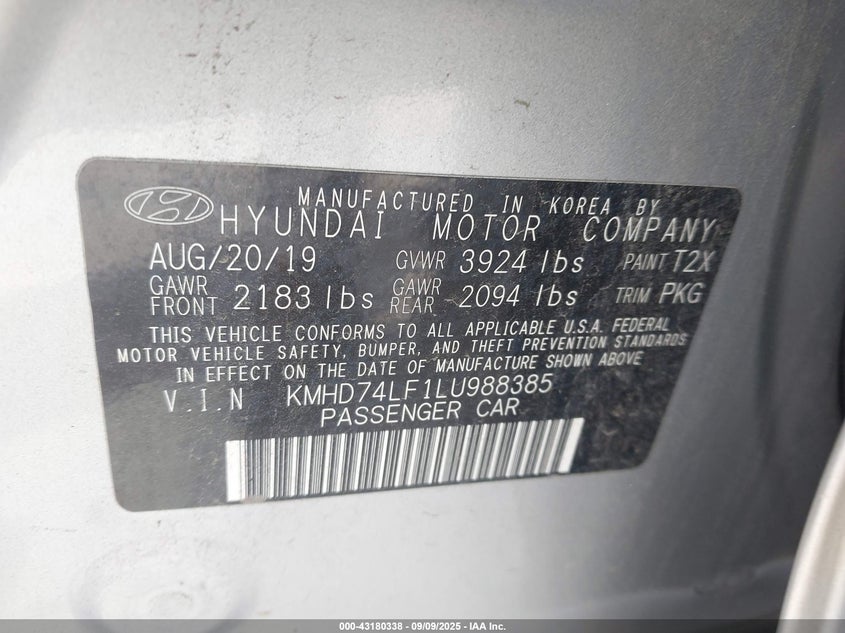 MANUFACTURED IN KOREA BY
HYUNDAI MOTOR COMPANY
AUG/20/19 GVWR 3924 lbs PAINT T2X
GAWR FRONT 2183 lbs GAWR REAR 2094 lbs TRIM PKG
THIS VEHICLE CONFORMS TO ALL APPLICABLE U.S.A. FEDERAL
MOTOR VEHICLE SAFETY, BUMPER, AND THEFT PREVENTION STANDARDS
IN EFFECT ON THE DATE OF MANUFACTURE SHOWN ABOVE
V.I.N KMHD74LF1LU988385
PASSENGER CAR
000-43180338 - 09/09/2025 - IAA Inc.